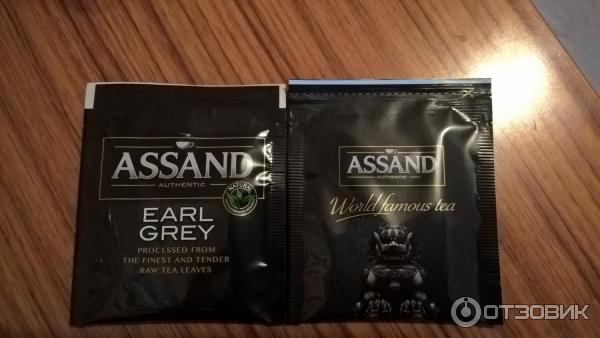 ASSAND
AUTHENTIC
NATURAL
EARL
GREY
PROCESSED FROM
THE FINEST AND TENDER
RAW TEA LEAVES
ASSAND
AUTHENTIC
World famous tea
ОТЗОВИК